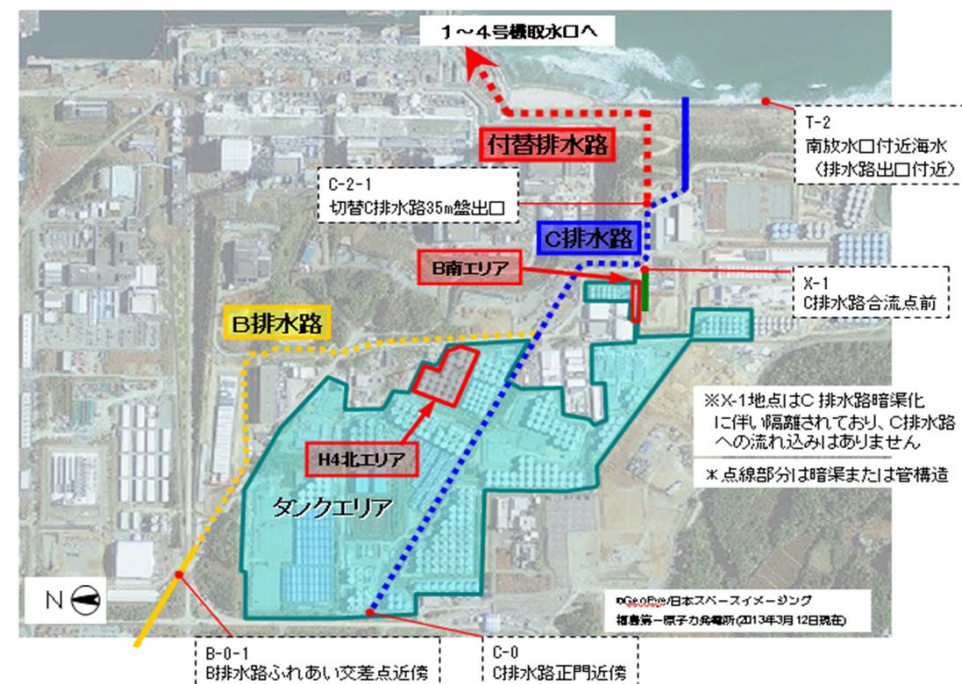 1～4号機取水口へ
T-2
南放水口付近海水
(排水路出口付近)
付替排水路
C-2-1
切替C排水路35m盤出口
C排水路
B南エリア
X-1
C排水路合流点前
B排水路
※X-1地点はC排水路暗渠化
に伴い隔離されており、C排水路
への流れ込みはありません
＊点線部分は暗渠または管構造
H4北エリア
タンクエリア
N
©GeoEye/日本スペースイメージング
福島第一原子力発電所(2013年3月12日現在)
B-0-1
B排水路ふれあい交差点近傍
C-0
C排水路正門近傍